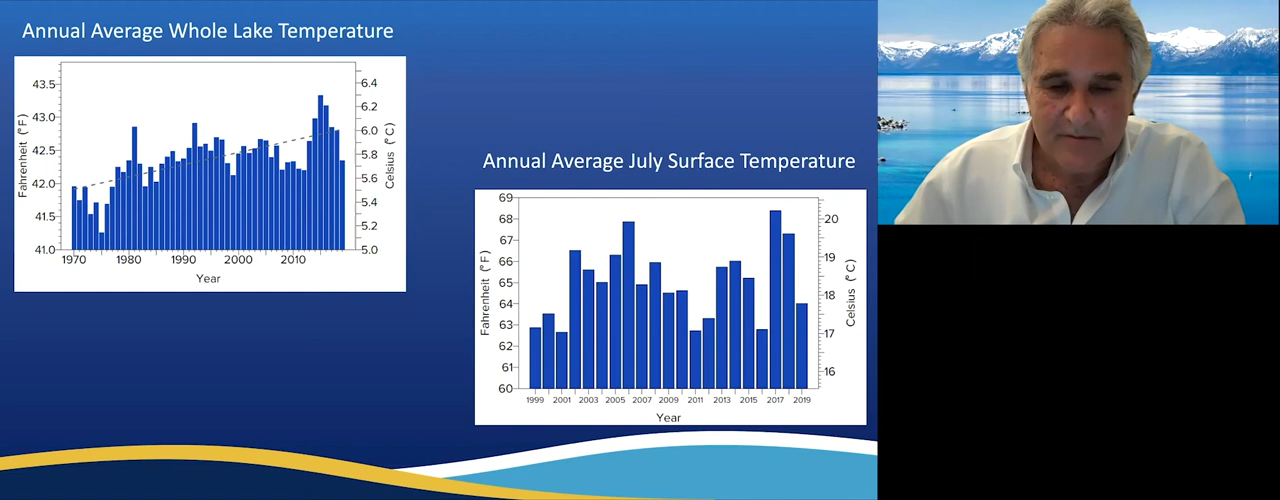 Annual Average Whole Lake Temperature
43.5
43.0
42.5
42.0
41.5
41.0
Fahrenheit (°F)
6.4
6.2
6.0
5.8
5.6
5.4
5.2
5.0
Celsius (°C)
1970 1980 1990 2000 2010
Year
Annual Average July Surface Temperature
69
68
67
66
65
64
63
62
61
60
Fahrenheit (°F)
20
19
18
17
16
Celsius (°C)
1999 2001 2003 2005 2007 2009 2011 2013 2015 2017 2019
Year